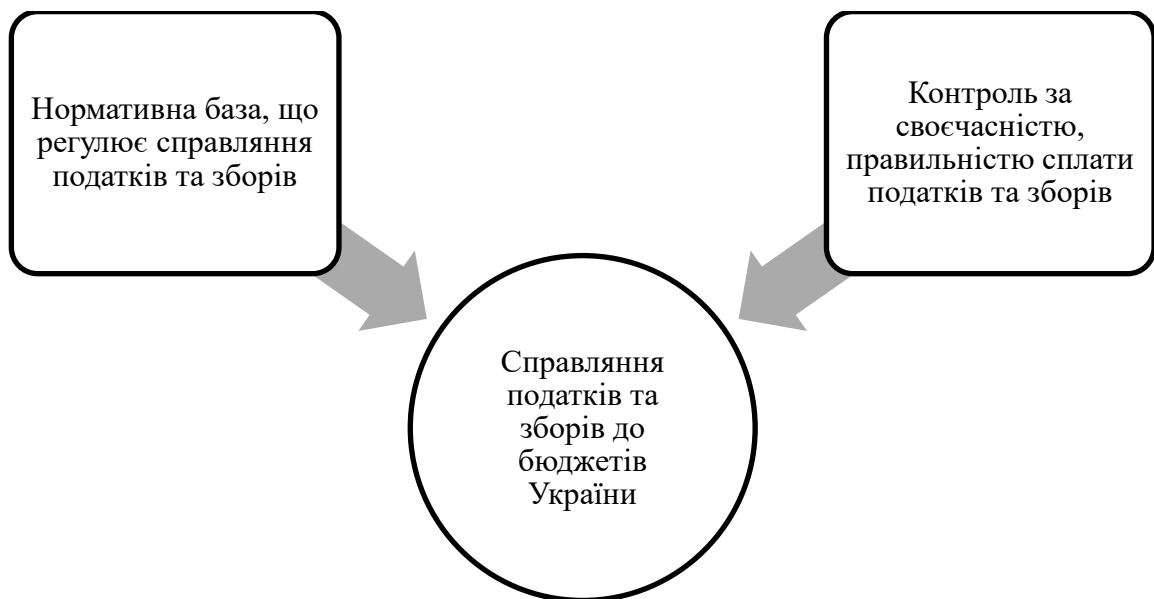 Нормативна база, що
регулює справляння
податків та зборів
Контроль за
своєчасністю,
правильністю сплати
податків та зборів
Справляння
податків та
зборів до
бюджетів
України